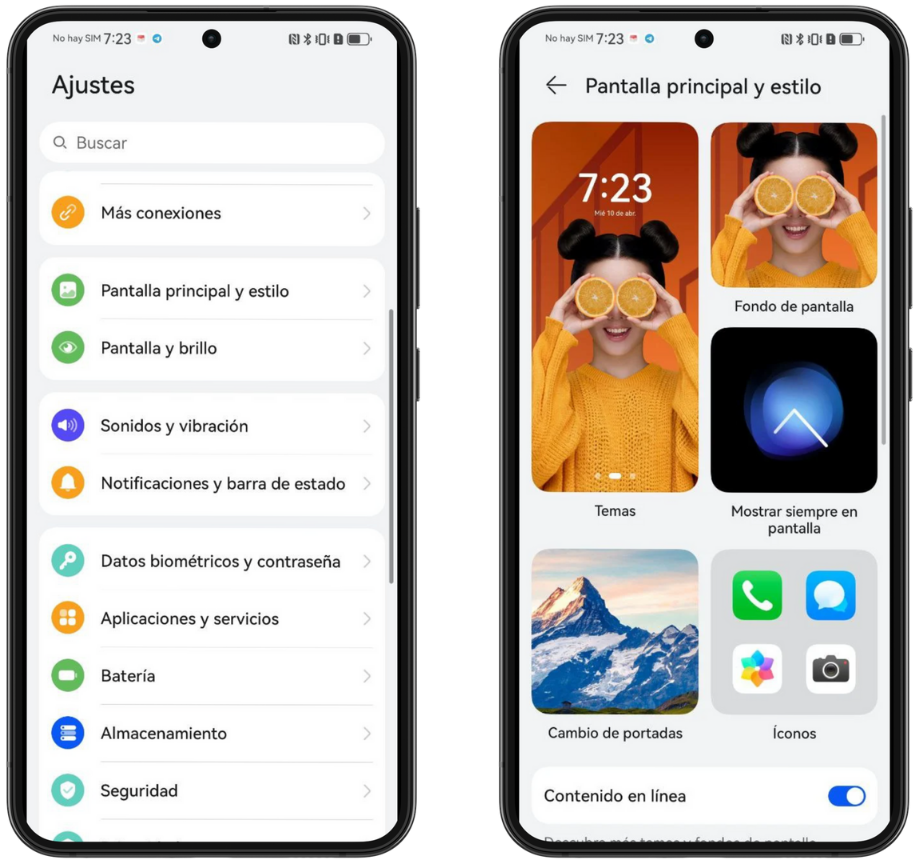 No hay SIM 7:23
Ajustes
Buscar
Más conexiones
Pantalla principal y estilo
Pantalla y brillo
Sonidos y vibración
Notificaciones y barra de estado
Datos biométricos y contraseña
Aplicaciones y servicios
Batería
Almacenamiento
Seguridad
No hay SIM 7:23
Pantalla principal y estilo
7:23
Mié 10 de abr.
Temas
Fondo de pantalla
Mostrar siempre en
pantalla
Cambio de portadas
Íconos
Contenido en línea